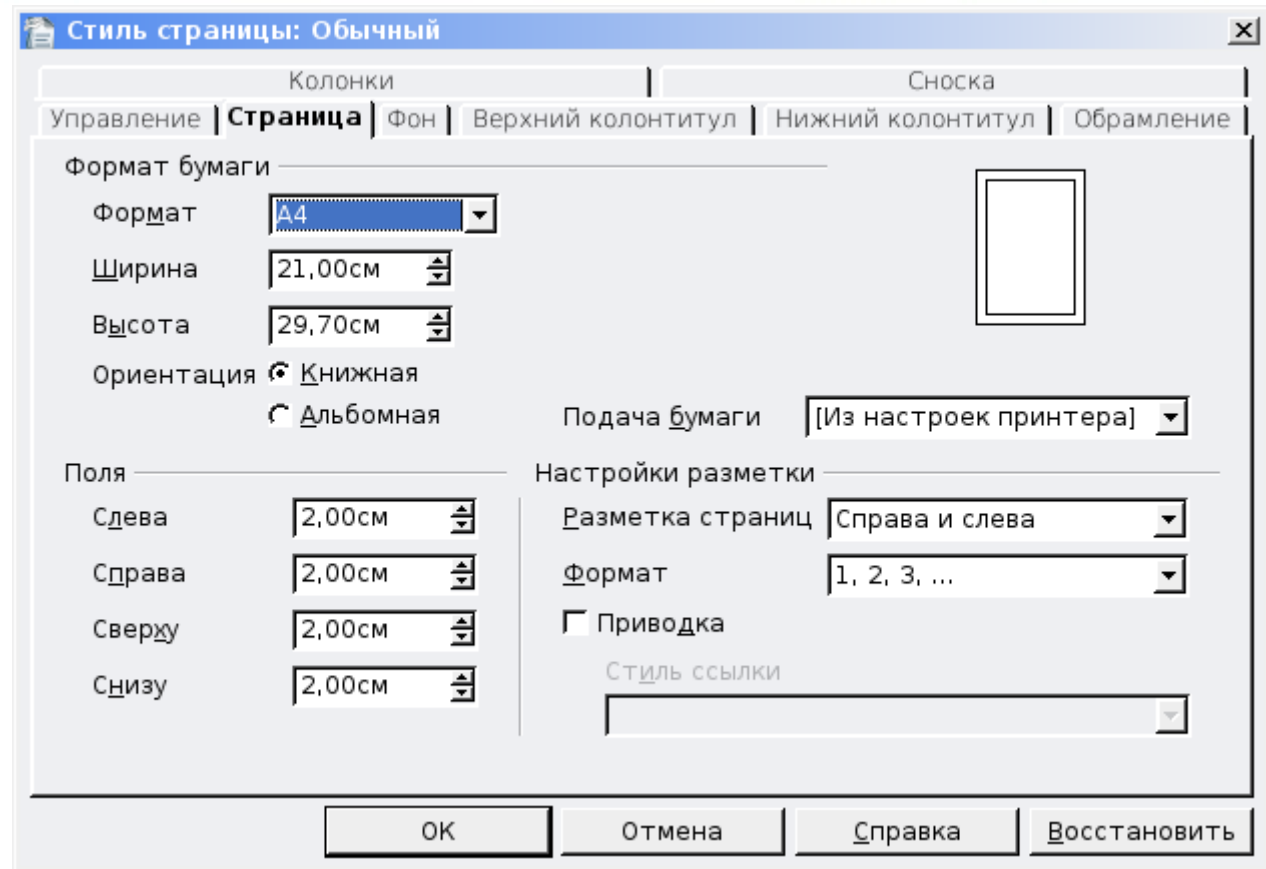 Стиль страницы: Обычный
Колонки Сноска
Управление Страница Фон Верхний колонтитул Нижний колонтитул Обрамление
Формат бумаги
Формат A4
Ширина 21,00см
Высота 29,70см
Ориентация Книжная
Альбомная Подача бумаги [Из настроек принтера]
Поля Настройки разметки
Слева 2,00см Разметка страниц Справа и слева
Справа 2,00см Формат 1, 2, 3, ...
Сверху 2,00см Приводка
Стиль ссылки
Снизу 2,00см
ОК Отмена Справка Восстановить